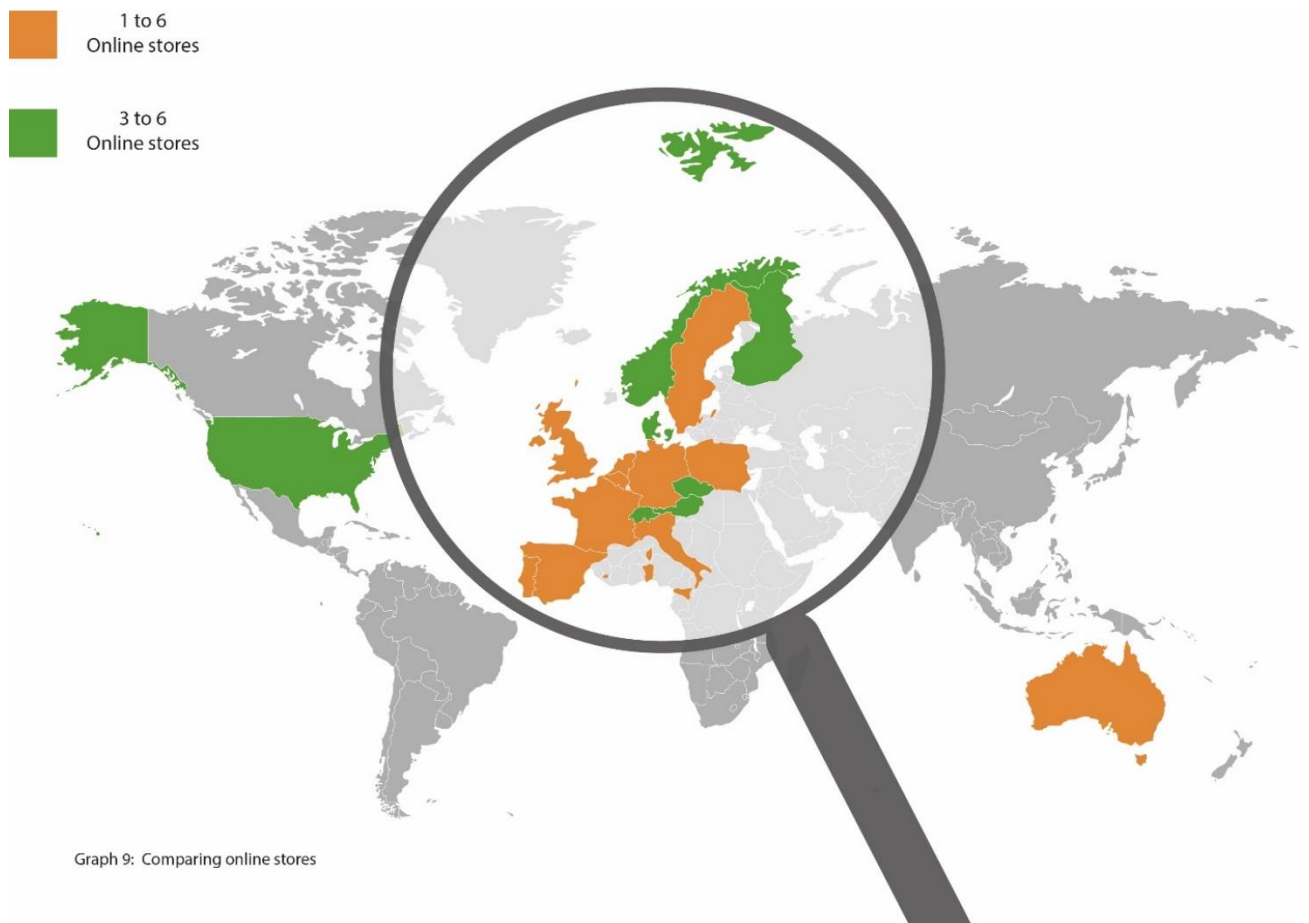 1 to 6
Online stores
3 to 6
Online stores
Graph 9: Comparing online stores